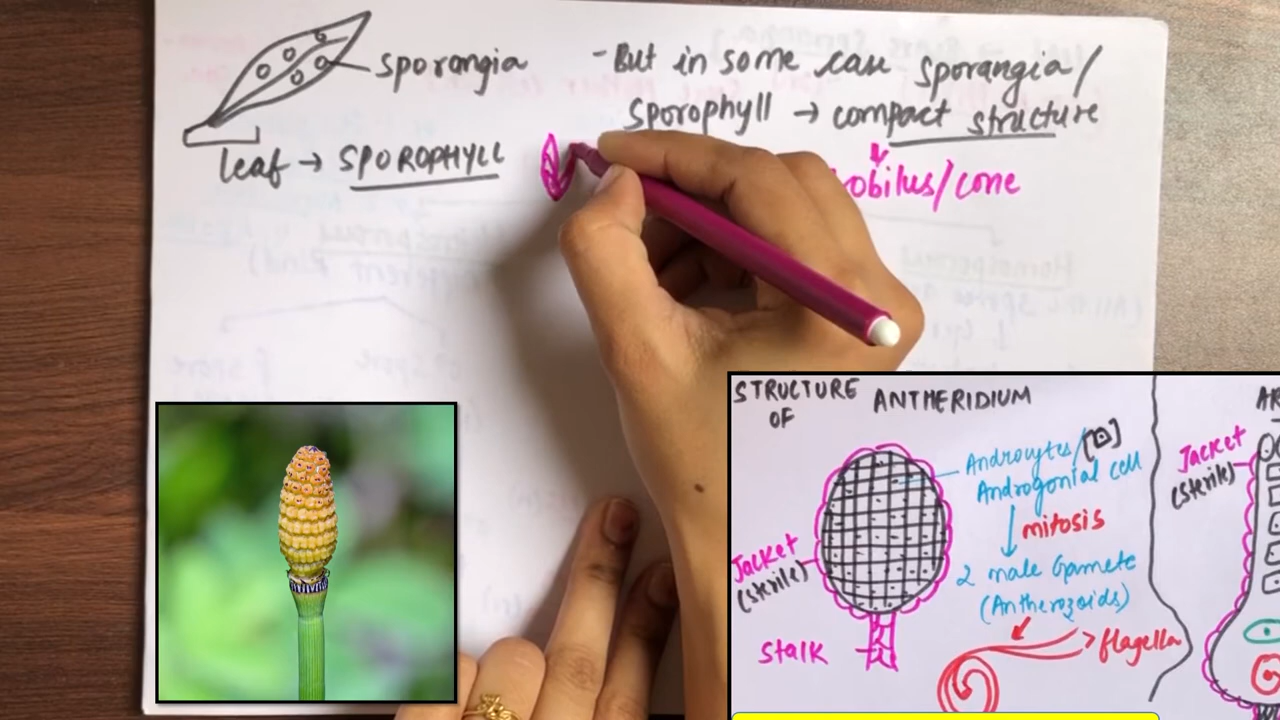 sporangia
leaf → SPOROPHYLL
- But in some case sporangia/
sporophyll → compact structure
obilus/cone
STRUCTURE
OF
ANTHERIDIUM
Androcytes/
Androgonial cell
mitosis
2 male Gamete
(Antherozoids)
flagella
Jacket
(sterile)
stalk
AR
Jacket
(sterile)